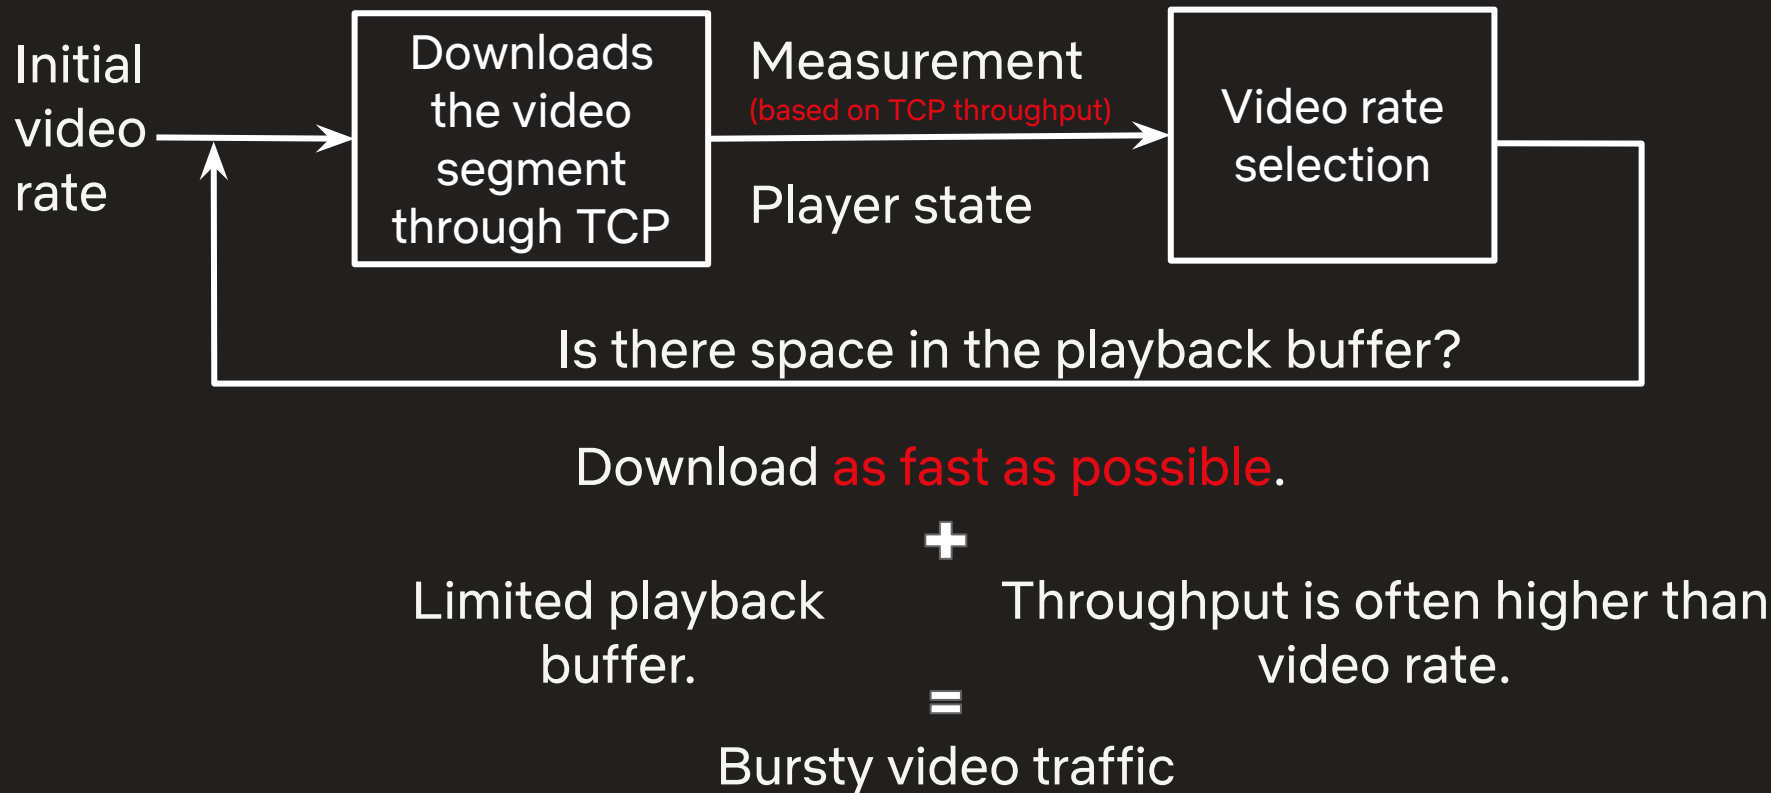 Initial
video
rate
Downloads
the video
segment
through TCP
Measurement
(based on TCP throughput)
Player state
Video rate
selection
Is there space in the playback buffer?
Download as fast as possible.
+
Limited playback
buffer.
Throughput is often higher than
video rate.
=
Bursty video traffic